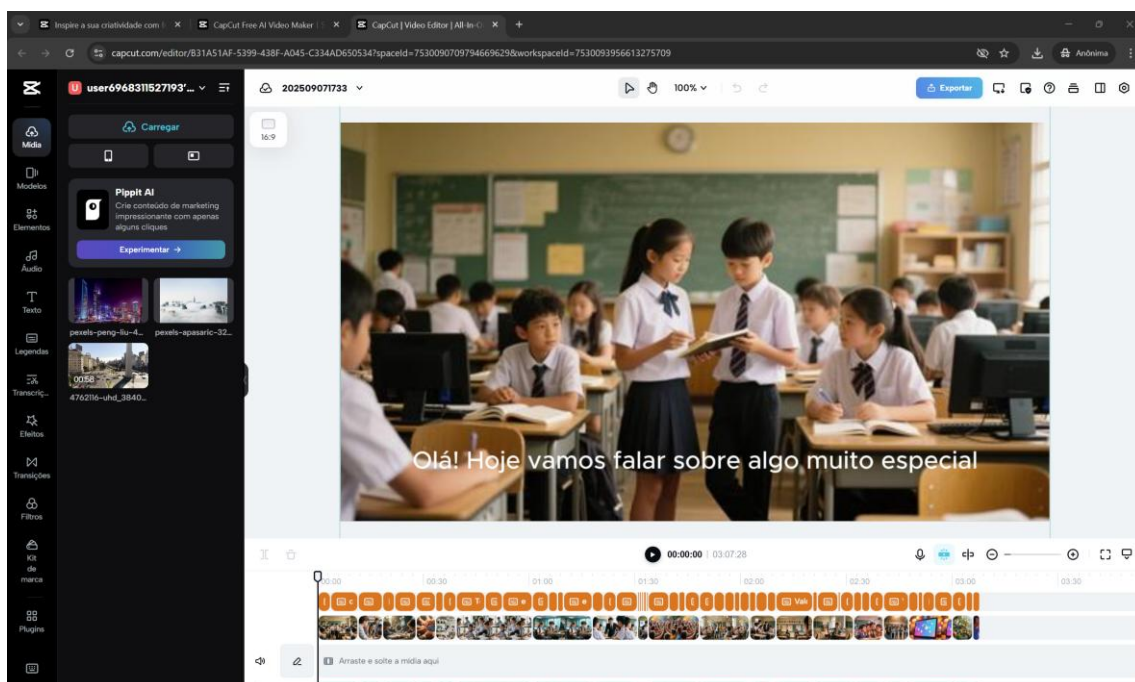 Inspire a sua criatividade com
CapCut Free AI Video Maker |
CapCut | Video Editor | All-In-O
capcut.com/editor/B31A51AF-5399-438F-A045-C334AD650534?spaceId=7530090709794669629&workspaceId=7530093956613275709
Anônima
U user6968311527193'...
202509071733
100%
Exportar
Mídia
Modelos
Elementos
Áudio
Texto
Legendas
Transcriç...
Efeitos
Transições
Filtros
Kit
de
marca
Plugins
Carregar
Pippit AI
Crie conteúdo de marketing
impressionante com apenas
alguns cliques
Experimentar →
pexels-peng-liu-4...
pexels-apasaric-32...
00:58
4762116-uhd_3840...
16:9
Olá! Hoje vamos falar sobre algo muito especial
00:00:00 | 03:07:28
00:00 00:30 01:00 01:30 02:00 02:30 03:00 03:30
Arraste e solte a mídia aqui